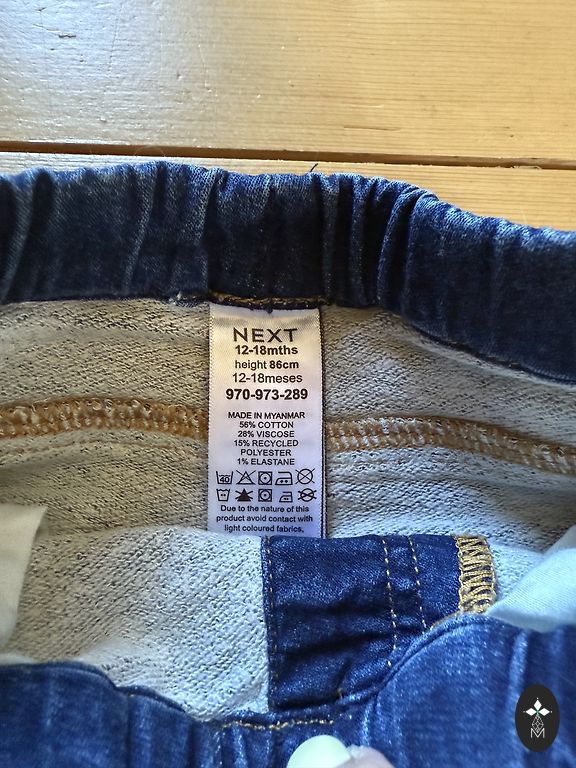 NEXT
12-18mths
height 86cm
12-18meses
970-973-289
MADE IN MYANMAR
56% COTTON
28% VISCOSE
15% RECYCLED
POLYESTER
1% ELASTANE
40
Due to the nature of this
product avoid contact with
light coloured fabrics,
M